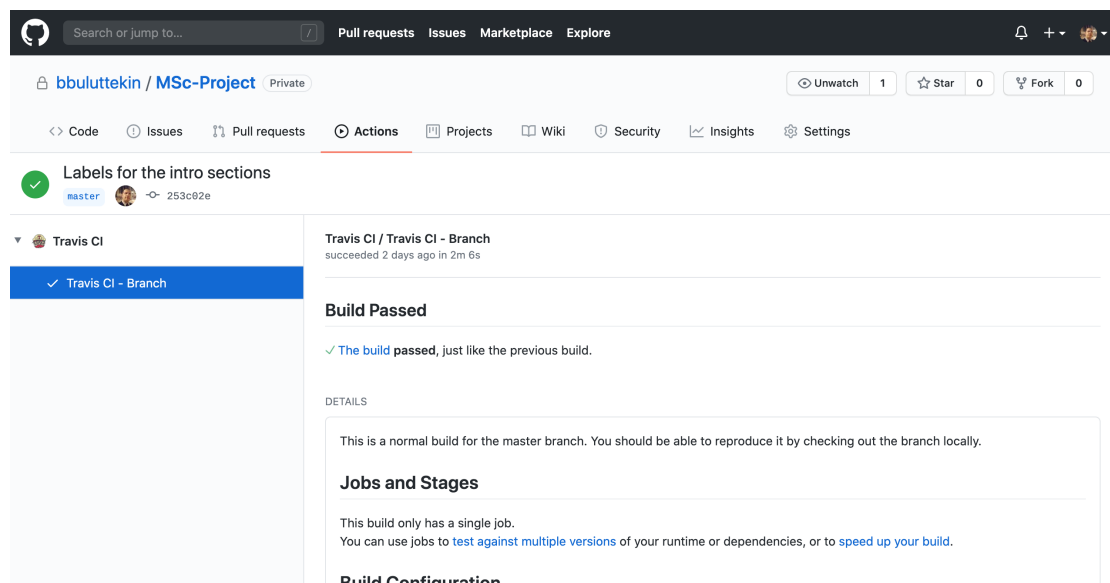 Search or jump to... / Pull requests Issues Marketplace Explore
bbuluttekin / MSc-Project Private Unwatch 1 Star 0 Fork 0
Code Issues Pull requests Actions Projects Wiki Security Insights Settings
Labels for the intro sections
master 253c02e
Travis CI
Travis CI - Branch
Travis CI / Travis CI - Branch
succeeded 2 days ago in 2m 6s
Build Passed
The build passed, just like the previous build.
DETAILS
This is a normal build for the master branch. You should be able to reproduce it by checking out the branch locally.
Jobs and Stages
This build only has a single job.
You can use jobs to test against multiple versions of your runtime or dependencies, or to speed up your build.
Build Configuration